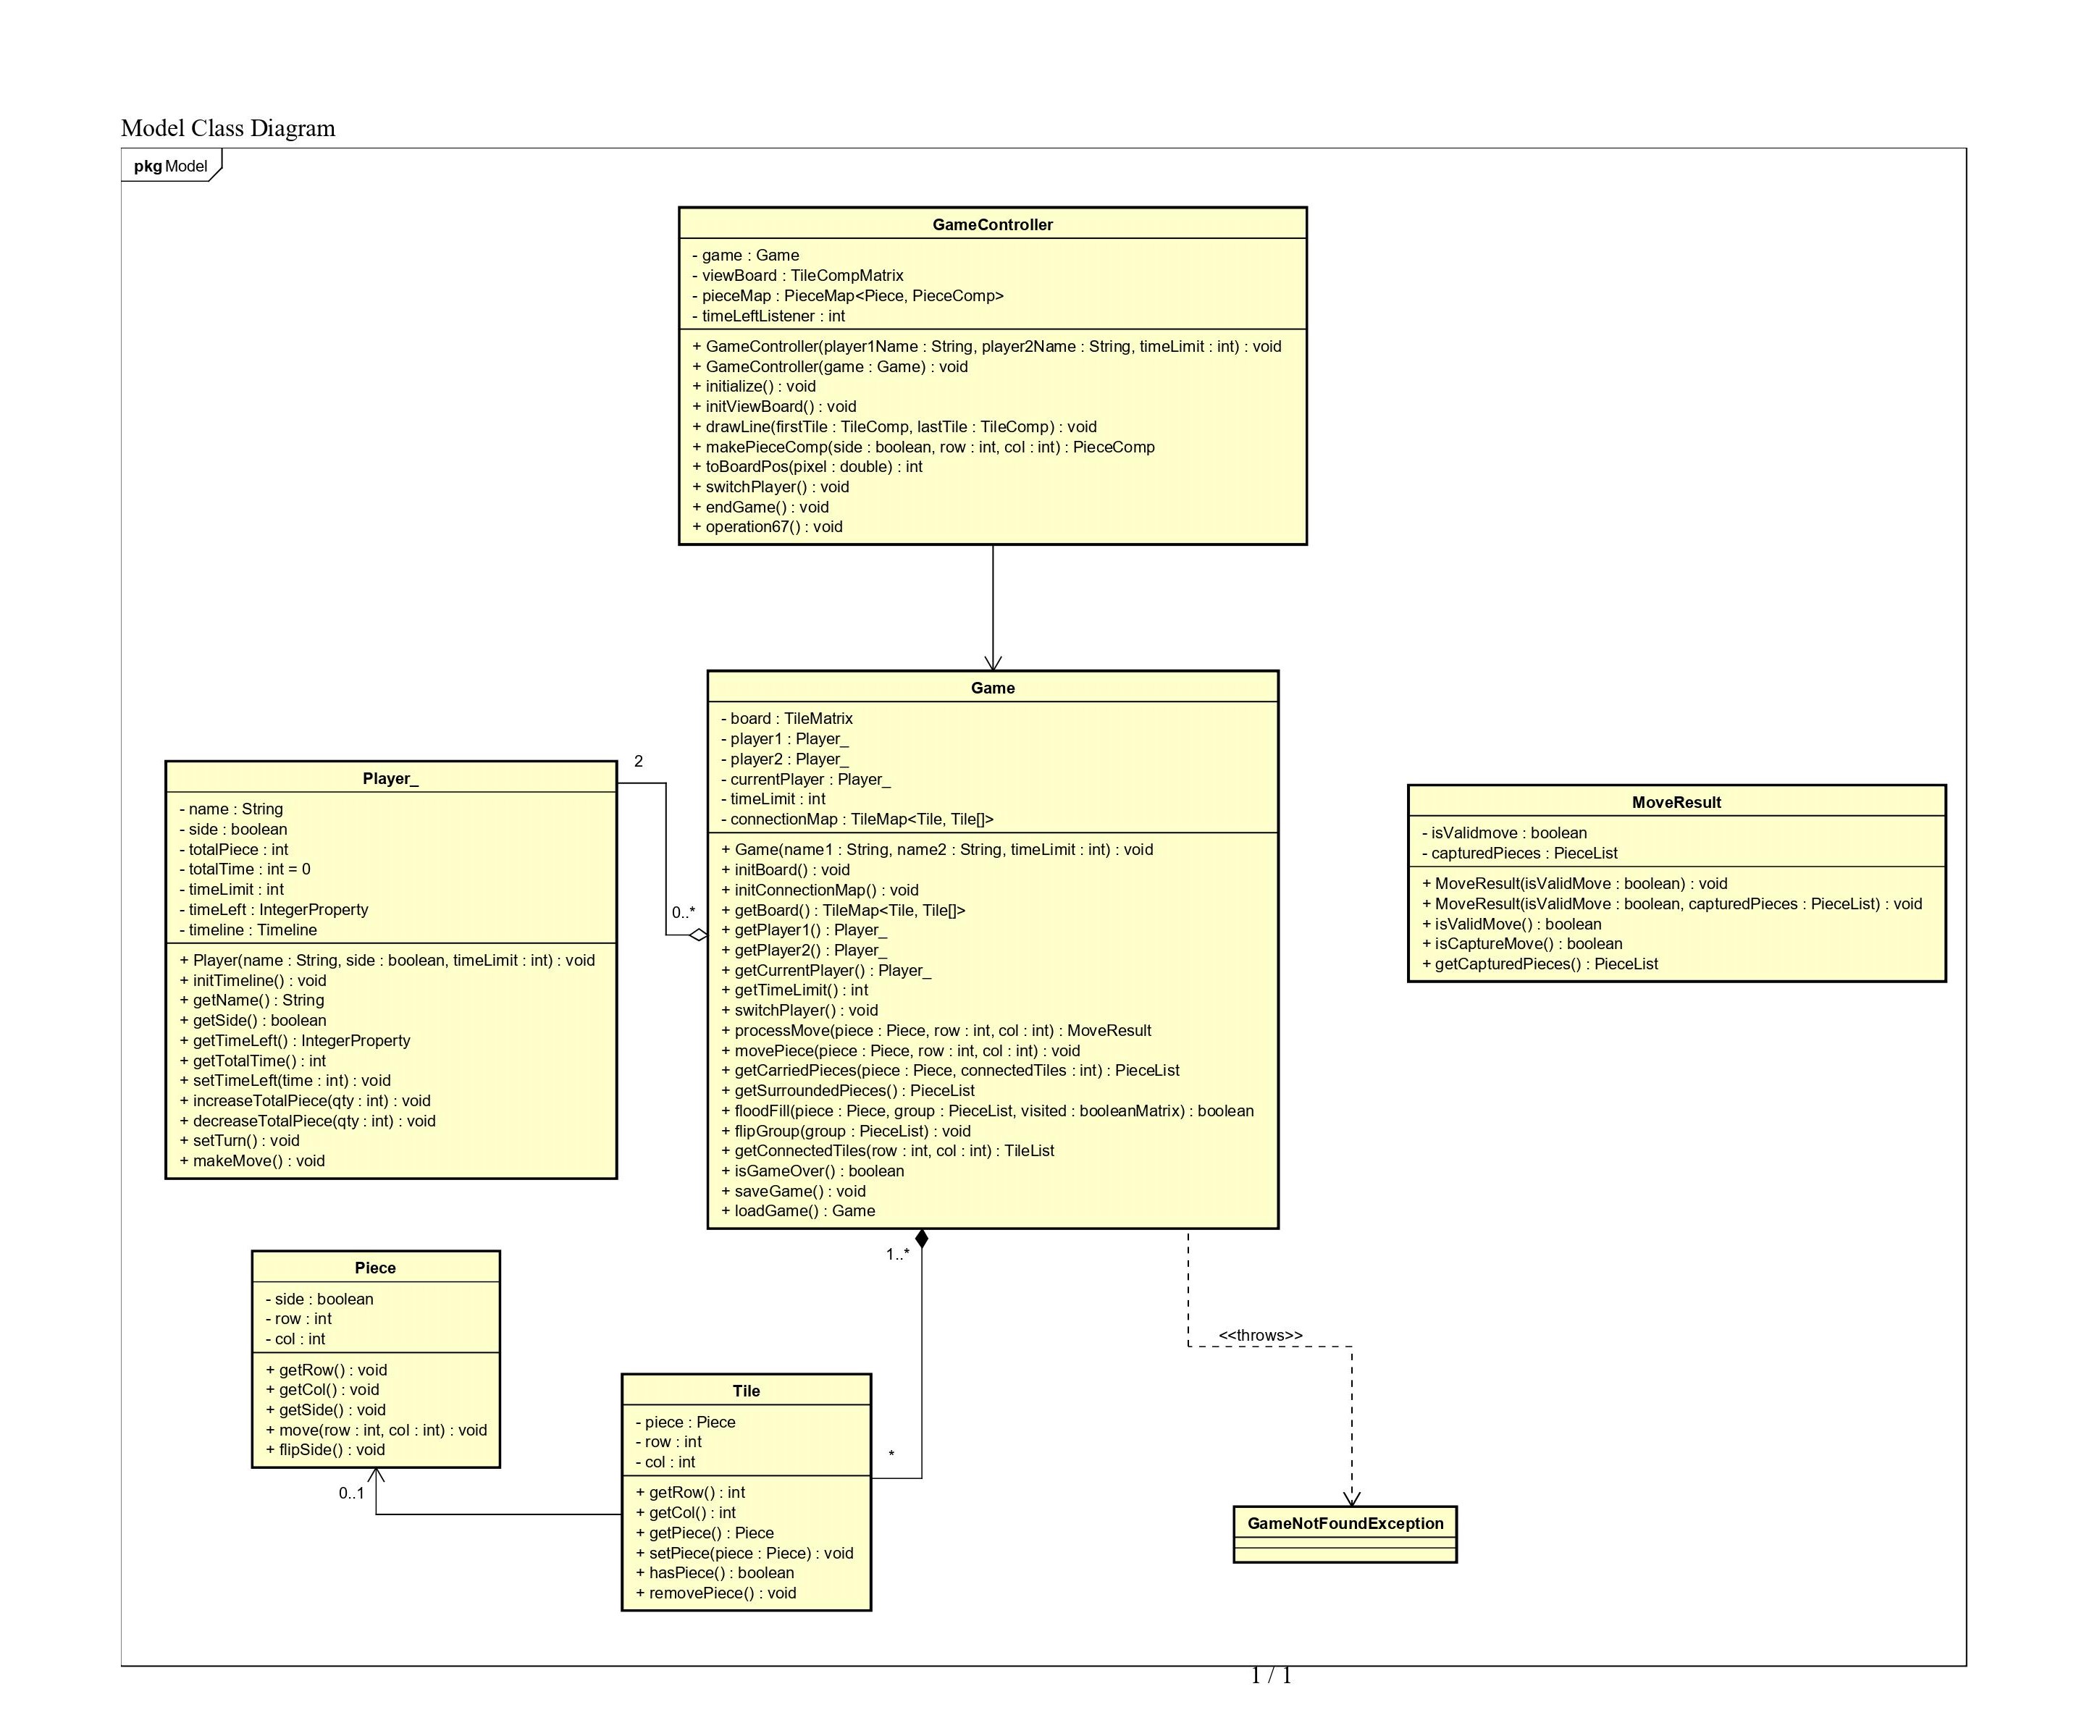 Model Class Diagram
pkg Model
GameController
- game : Game
- viewBoard : TileCompMatrix
- pieceMap : PieceMap<Piece, PieceComp>
- timeLeftListener : int
+ GameController(player1Name : String, player2Name : String, timeLimit : int) : void
+ GameController(game : Game) : void
+ initialize() : void
+ initViewBoard() : void
+ drawLine(firstTile : TileComp, lastTile : TileComp) : void
+ makePieceComp(side : boolean, row : int, col : int) : PieceComp
+ toBoardPos(pixel : double) : int
+ switchPlayer() : void
+ endGame() : void
+ operation67() : void
Game
- board : TileMatrix
- player1 : Player_
- player2 : Player_
- currentPlayer : Player_
- timeLimit : int
- connectionMap : TileMap<Tile, Tile[]>
+ Game(name1 : String, name2 : String, timeLimit : int) : void
+ initBoard() : void
+ initConnectionMap() : void
+ getBoard() : TileMap<Tile, Tile[]>
+ getPlayer1() : Player_
+ getPlayer2() : Player_
+ getCurrentPlayer() : Player_
+ getTimeLimit() : int
+ switchPlayer() : void
+ processMove(piece : Piece, row : int, col : int) : MoveResult
+ movePiece(piece : Piece, row : int, col : int) : void
+ getCarriedPieces(piece : Piece, connectedTiles : int) : PieceList
+ getSurroundedPieces() : PieceList
+ floodFill(piece : Piece, group : PieceList, visited : booleanMatrix) : boolean
+ flipGroup(group : PieceList) : void
+ getConnectedTiles(row : int, col : int) : TileList
+ isGameOver() : boolean
+ saveGame() : void
+ loadGame() : Game
2
0..*
Player_
- name : String
- side : boolean
- totalPiece : int
- totalTime : int = 0
- timeLimit : int
- timeLeft : IntegerProperty
- timeline : Timeline
+ Player(name : String, side : boolean, timeLimit : int) : void
+ initTimeline() : void
+ getName() : String
+ getSide() : boolean
+ getTimeLeft() : IntegerProperty
+ getTotalTime() : int
+ setTimeLeft(time : int) : void
+ increaseTotalPiece(qty : int) : void
+ decreaseTotalPiece(qty : int) : void
+ setTurn() : void
+ makeMove() : void
MoveResult
- isValidmove : boolean
- capturedPieces : PieceList
+ MoveResult(isValidMove : boolean) : void
+ MoveResult(isValidMove : boolean, capturedPieces : PieceList) : void
+ isValidMove() : boolean
+ isCaptureMove() : boolean
+ getCapturedPieces() : PieceList
1..*
*
<<throws>>
Piece
- side : boolean
- row : int
- col : int
+ getRow() : void
+ getCol() : void
+ getSide() : void
+ move(row : int, col : int) : void
+ flipSide() : void
0..1
Tile
- piece : Piece
- row : int
- col : int
+ getRow() : int
+ getCol() : int
+ getPiece() : Piece
+ setPiece(piece : Piece) : void
+ hasPiece() : boolean
+ removePiece() : void
GameNotFoundException
1 / 1